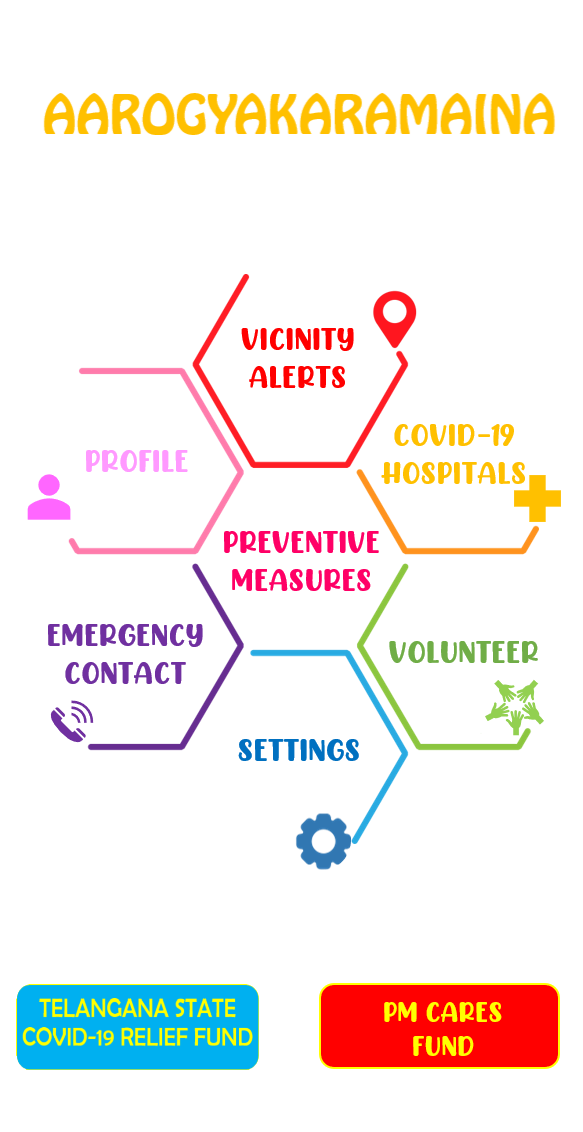 AAROGYAKARAMAINA
VICINITY
ALERTS
PROFILE
COVID-19
HOSPITALS
PREVENTIVE
MEASURES
EMERGENCY
CONTACT
VOLUNTEER
SETTINGS
TELANGANA STATE
COVID-19 RELIEF FUND
PM CARES
FUND